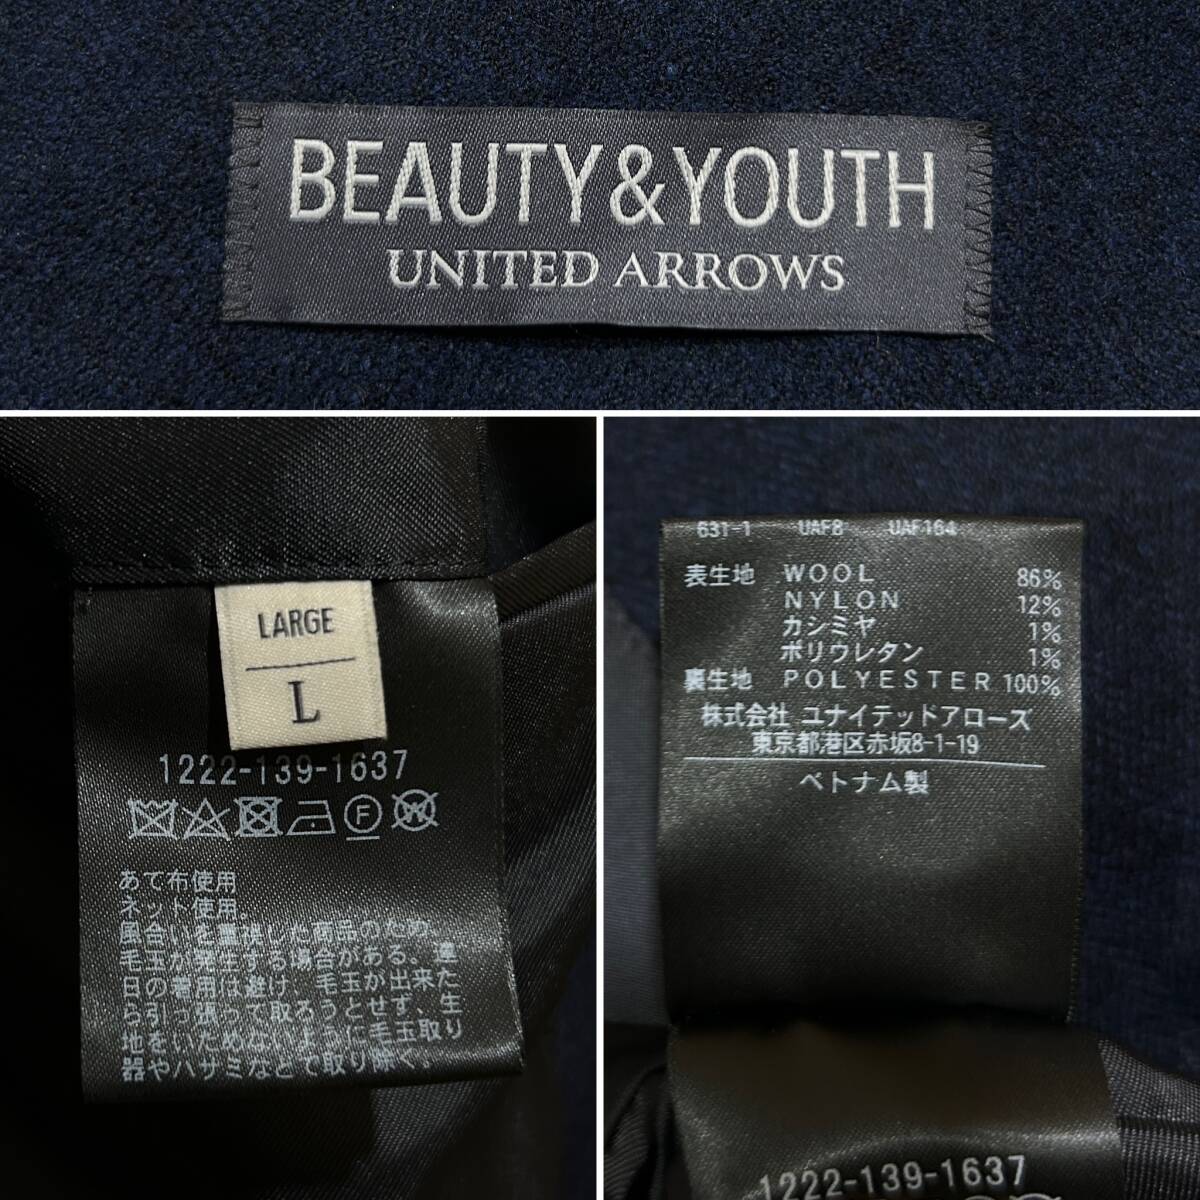 BEAUTY&YOUTH
UNITED ARROWS
LARGE
L
1222-139-1637
F
W
あて布使用
ネット使用。
風合いを重視した商品のため、
毛玉が発生する場合がある。連
日の着用は避け、毛玉が出来た
ら引っ張って取ろうとせず、生
地をいためないように毛玉取り
器やハサミなどで取り除く。
631-1 UAF8 UAF164
表生地 WOOL 86%
NYLON 12%
カシミヤ 1%
ポリウレタン 1%
裏生地 POLYESTER 100%
株式会社 ユナイテッドアローズ
東京都港区赤坂8-1-19
ベトナム製
1222-139-1637